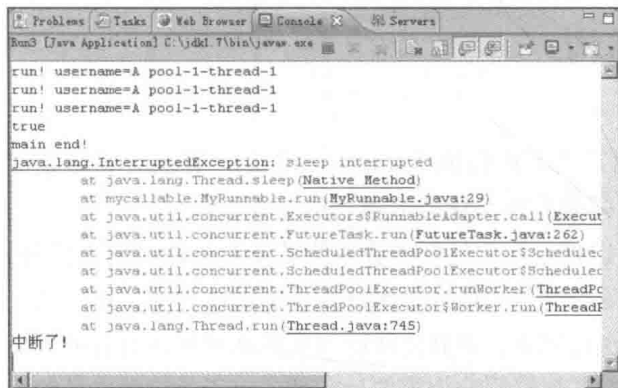 Problems Tasks Web Browser Console Servers
Run3 [Java Application] C:\jdk1.7\bin\javaw.exe
run! username=A pool-1-thread-1
run! username=A pool-1-thread-1
run! username=A pool-1-thread-1
true
main end!
java.lang.InterruptedException: sleep interrupted
at java.lang.Thread.sleep(Native Method)
at mycallable.MyRunnable.run(MyRunnable.java:29)
at java.util.concurrent.Executors$RunnableAdapter.call(Execut
at java.util.concurrent.FutureTask.run(FutureTask.java:262)
at java.util.concurrent.ScheduledThreadPoolExecutor$Scheduled
at java.util.concurrent.ScheduledThreadPoolExecutor$Scheduled
at java.util.concurrent.ThreadPoolExecutor.runWorker(ThreadPo
at java.util.concurrent.ThreadPoolExecutor$Worker.run(ThreadP
at java.lang.Thread.run(Thread.java:745)
中断了!